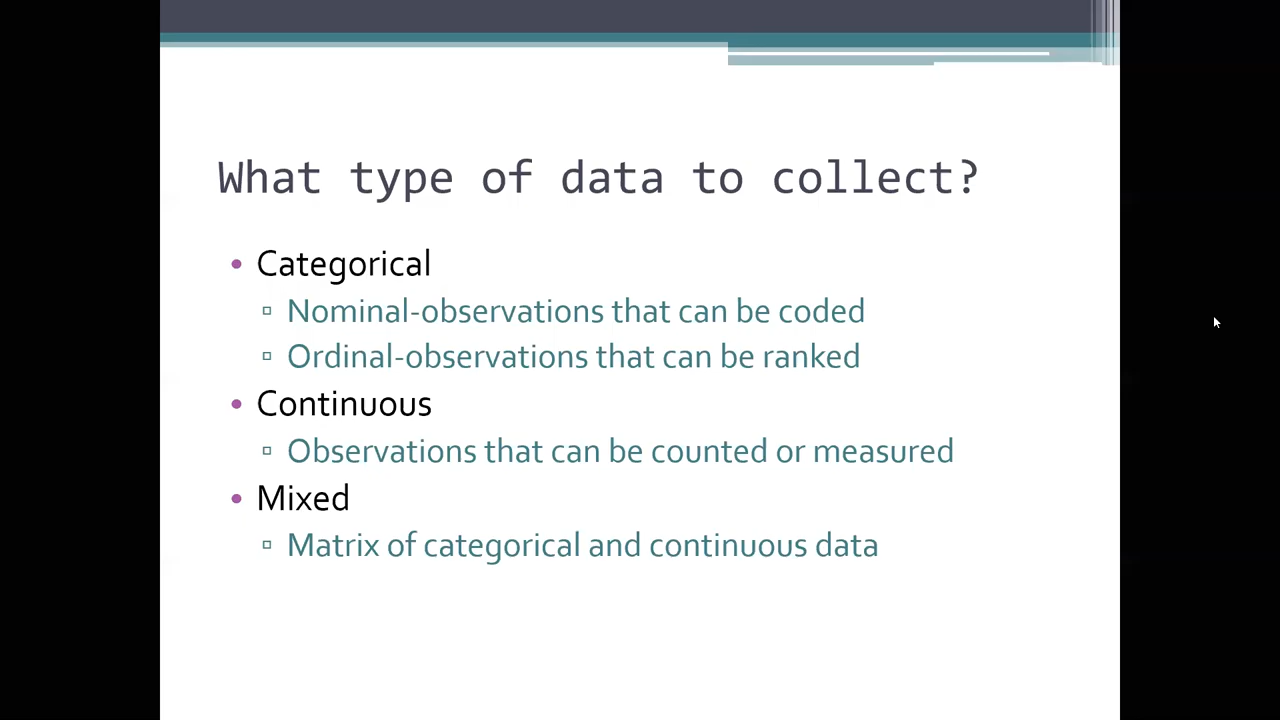 What type of data to collect?
• Categorical
▫ Nominal-observations that can be coded
▫ Ordinal-observations that can be ranked
• Continuous
▫ Observations that can be counted or measured
• Mixed
▫ Matrix of categorical and continuous data